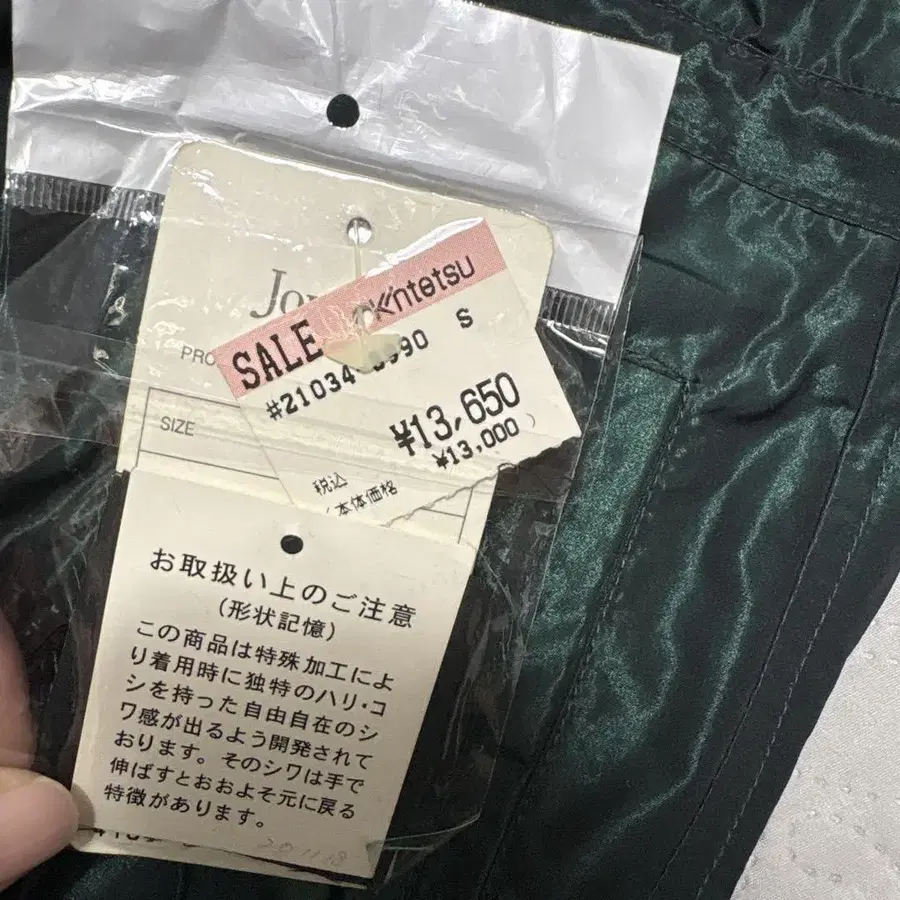 SALE Kintetsu
S
¥13,650
¥13,000
税込
本体価格
SIZE
お取扱い上のご注意
(形状記憶)
この商品は特殊加工によ
り着用時に独特のハリ・コ
シを持った自由自在のシ
ワ感が出るよう開発されて
おります。そのシワは手で
伸ばすとおおよそ元に戻る
特徴があります。